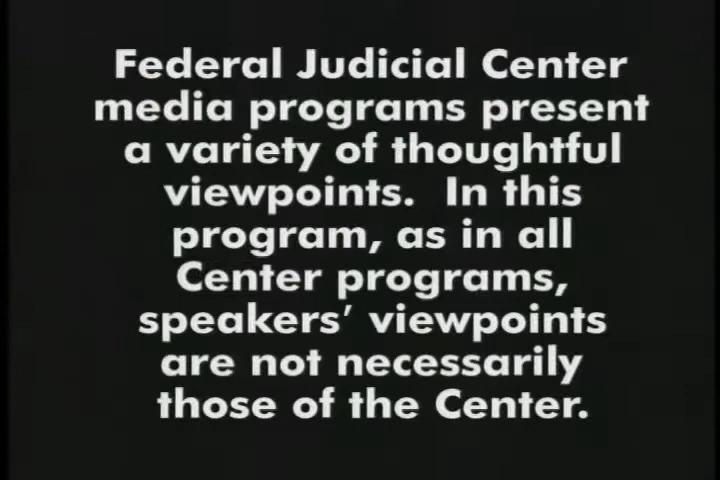 Federal Judicial Center
media programs present
a variety of thoughtful
viewpoints.  In this
program, as in all
Center programs,
speakers’ viewpoints
are not necessarily
those of the Center.